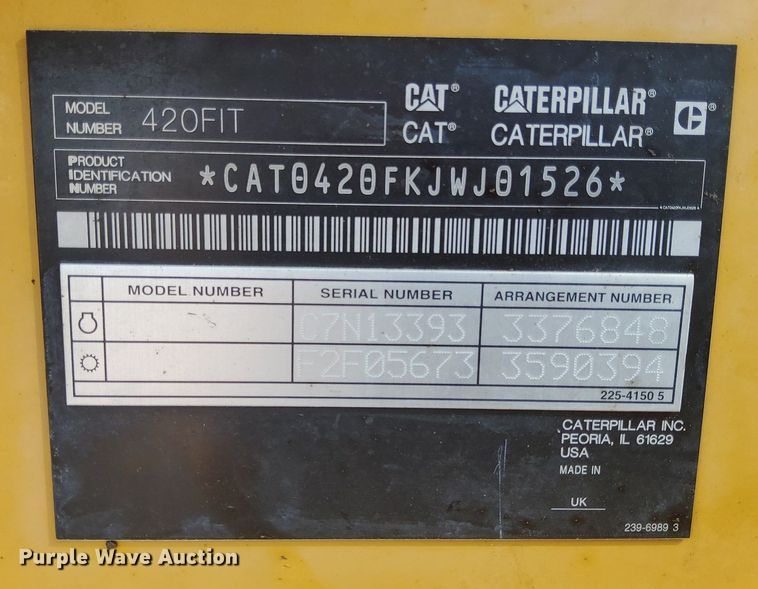 MODEL NUMBER 420FIT
CAT® CATERPILLAR®
CAT® CATERPILLAR®
PRODUCT IDENTIFICATION NUMBER *CAT0420FKJWJ01526*
MODEL NUMBER SERIAL NUMBER ARRANGEMENT NUMBER
C7N13393 3376848
F2F05673 3590394
225-4150 5
CATERPILLAR INC.
PEORIA, IL 61629
USA
MADE IN
UK
239-6989 3
Purple Wave Auction